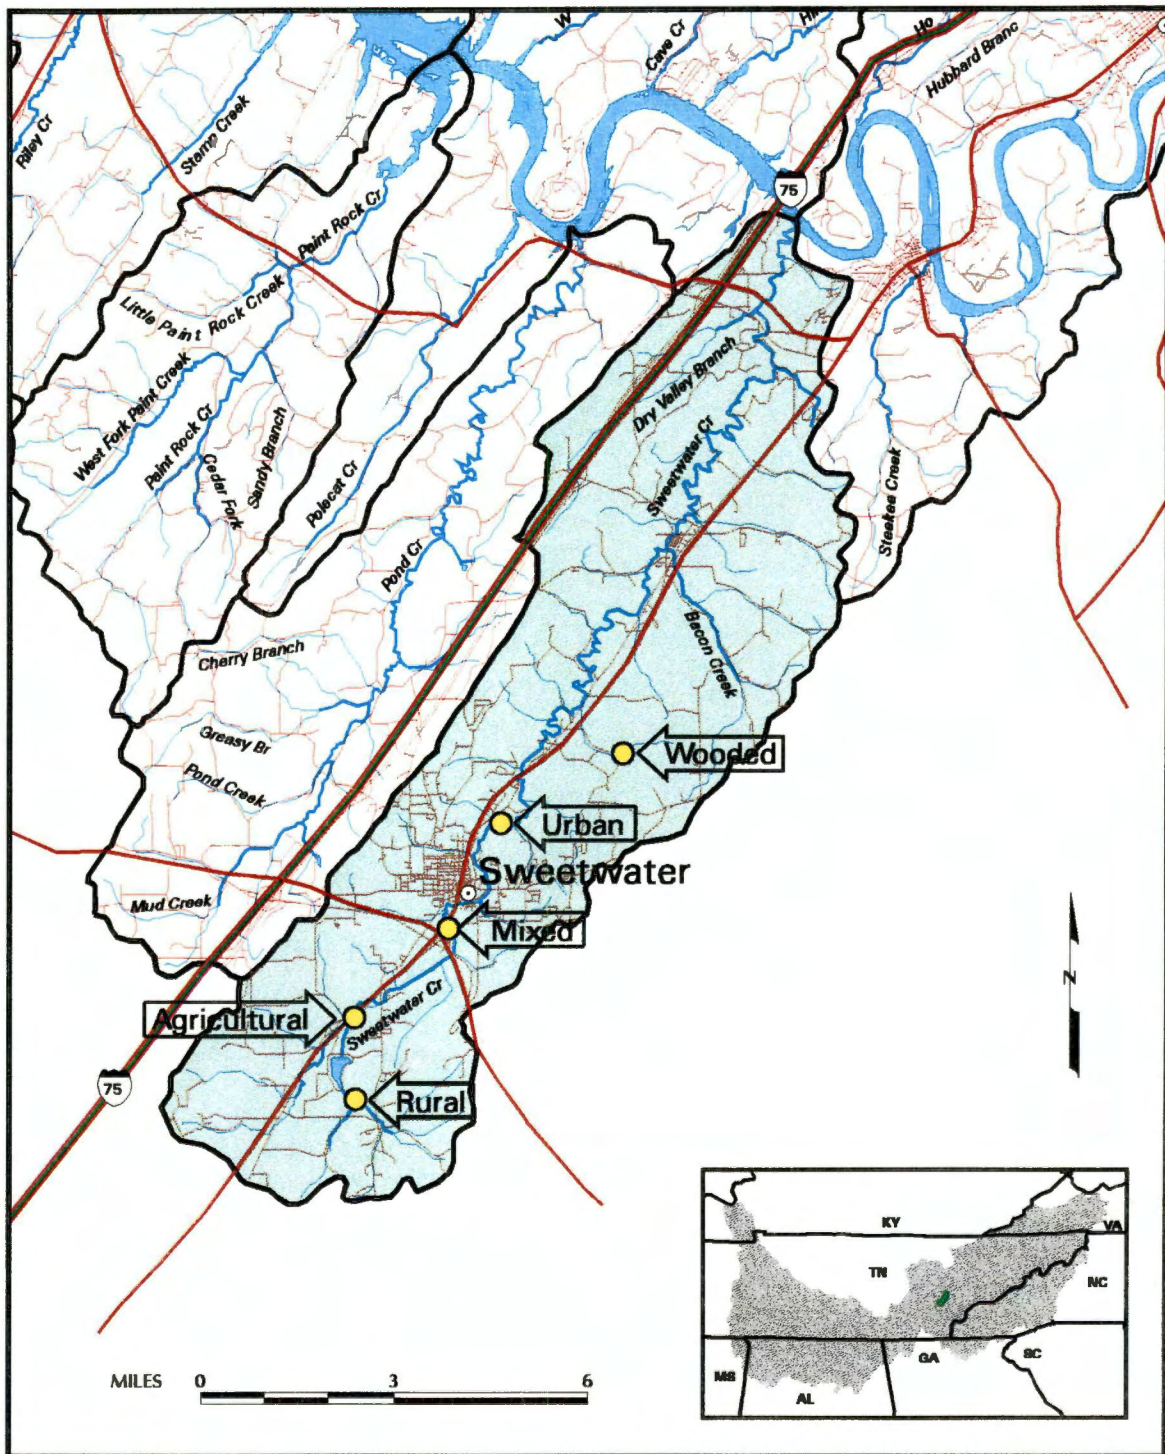 W
Cave Cr
Ho
Hubbard Branc
Riley Cr
Stamp Creek
75
Paint Rock Cr
Little Paint Rock Creek
West Fork Paint Creek
Paint Rock Cr
Cedar Fork
Sandy Branch
Polecat Cr
Pond Cr
Dry Valley Branch
Sweetwater Cr
Steekee Creek
Bacon Creek
Cherry Branch
Greasy Br
Pond Creek
Mud Creek
Wooded
Urban
Sweetwater
Mixed
Agricultural
Sweetwater Cr
Rural
75
N
MILES 0 3 6
KY
VA
TN
NC
MS
AL
GA
SC